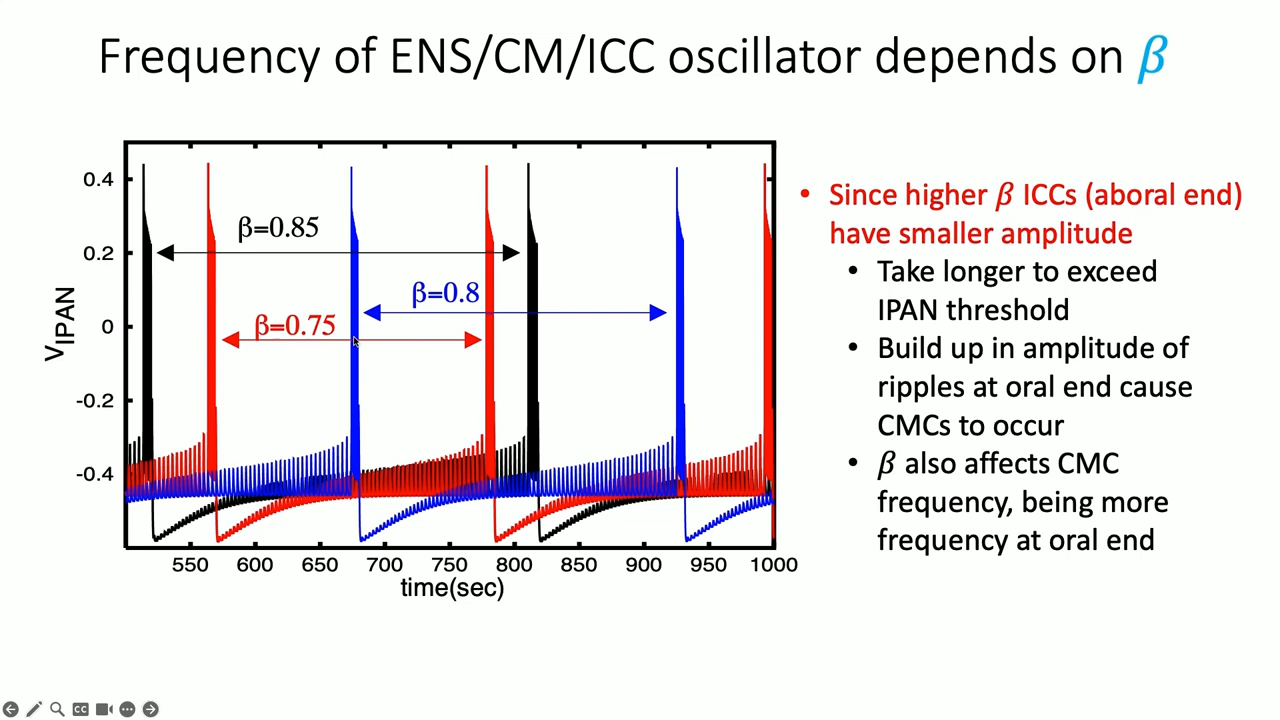 Frequency of ENS/CM/ICC oscillator depends on β
0.4
0.2
0
-0.2
-0.4
VIPAN
β=0.85
β=0.8
β=0.75
550 600 650 700 750 800 850 900 950 1000
time(sec)
• Since higher β ICCs (aboral end)
have smaller amplitude
• Take longer to exceed
IPAN threshold
• Build up in amplitude of
ripples at oral end cause
CMCs to occur
• β also affects CMC
frequency, being more
frequency at oral end
CC